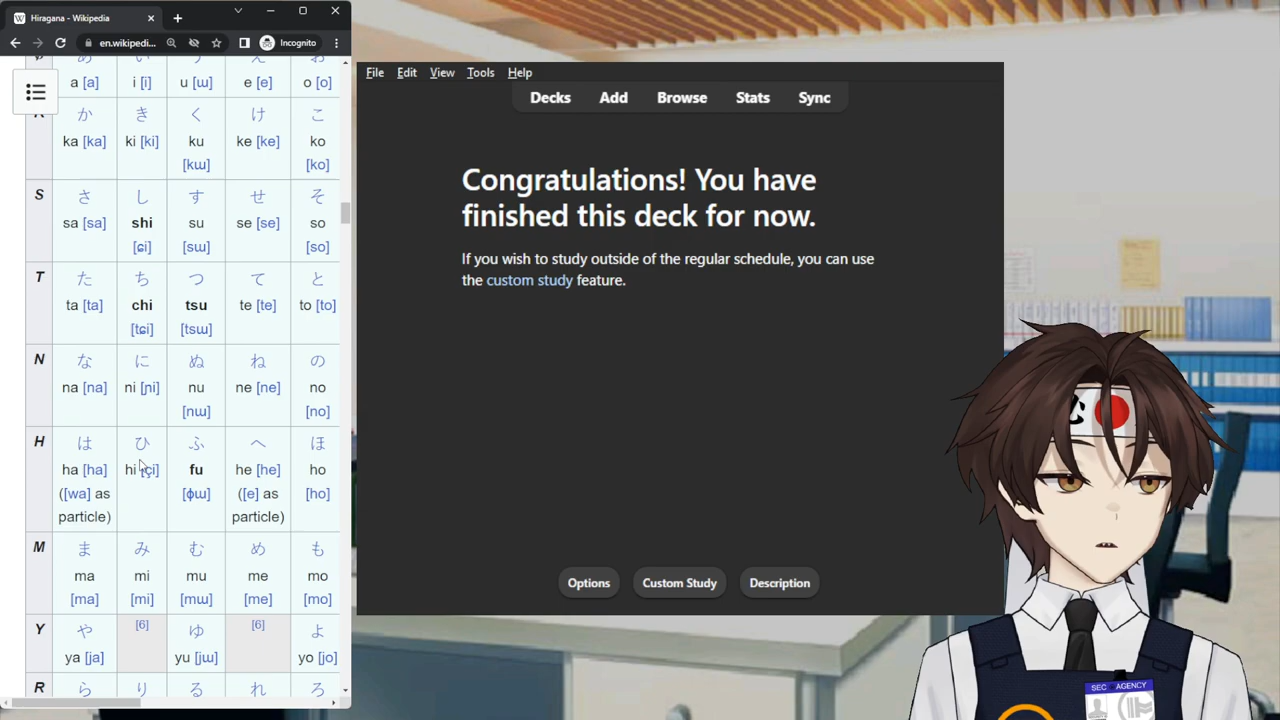 Hiragana - Wikipedia
en.wikipedi...
Incognito
a [a] i [i] u [ɯ] e [e] o [o]
か き く け こ
ka [ka] ki [ki] ku [kɯ] ke [ke] ko [ko]
S さ し す せ そ
sa [sa] shi [ɕi] su [sɯ] se [se] so [so]
T た ち つ て と
ta [ta] chi [tɕi] tsu [tsɯ] te [te] to [to]
N な に ぬ ね の
na [na] ni [ɲi] nu [nɯ] ne [ne] no [no]
H は ひ ふ へ ほ
ha [ha] ([wa] as particle) hi [çi] fu [ɸɯ] he [he] ([e] as particle) ho [ho]
M ま み む め も
ma [ma] mi [mi] mu [mɯ] me [me] mo [mo]
Y や [6] ゆ [6] よ
ya [ja] yu [jɯ] yo [jo]
R ら り る れ ろ
File Edit View Tools Help
Decks Add Browse Stats Sync
Congratulations! You have
finished this deck for now.
If you wish to study outside of the regular schedule, you can use
the custom study feature.
Options Custom Study Description
SEC AGENCY